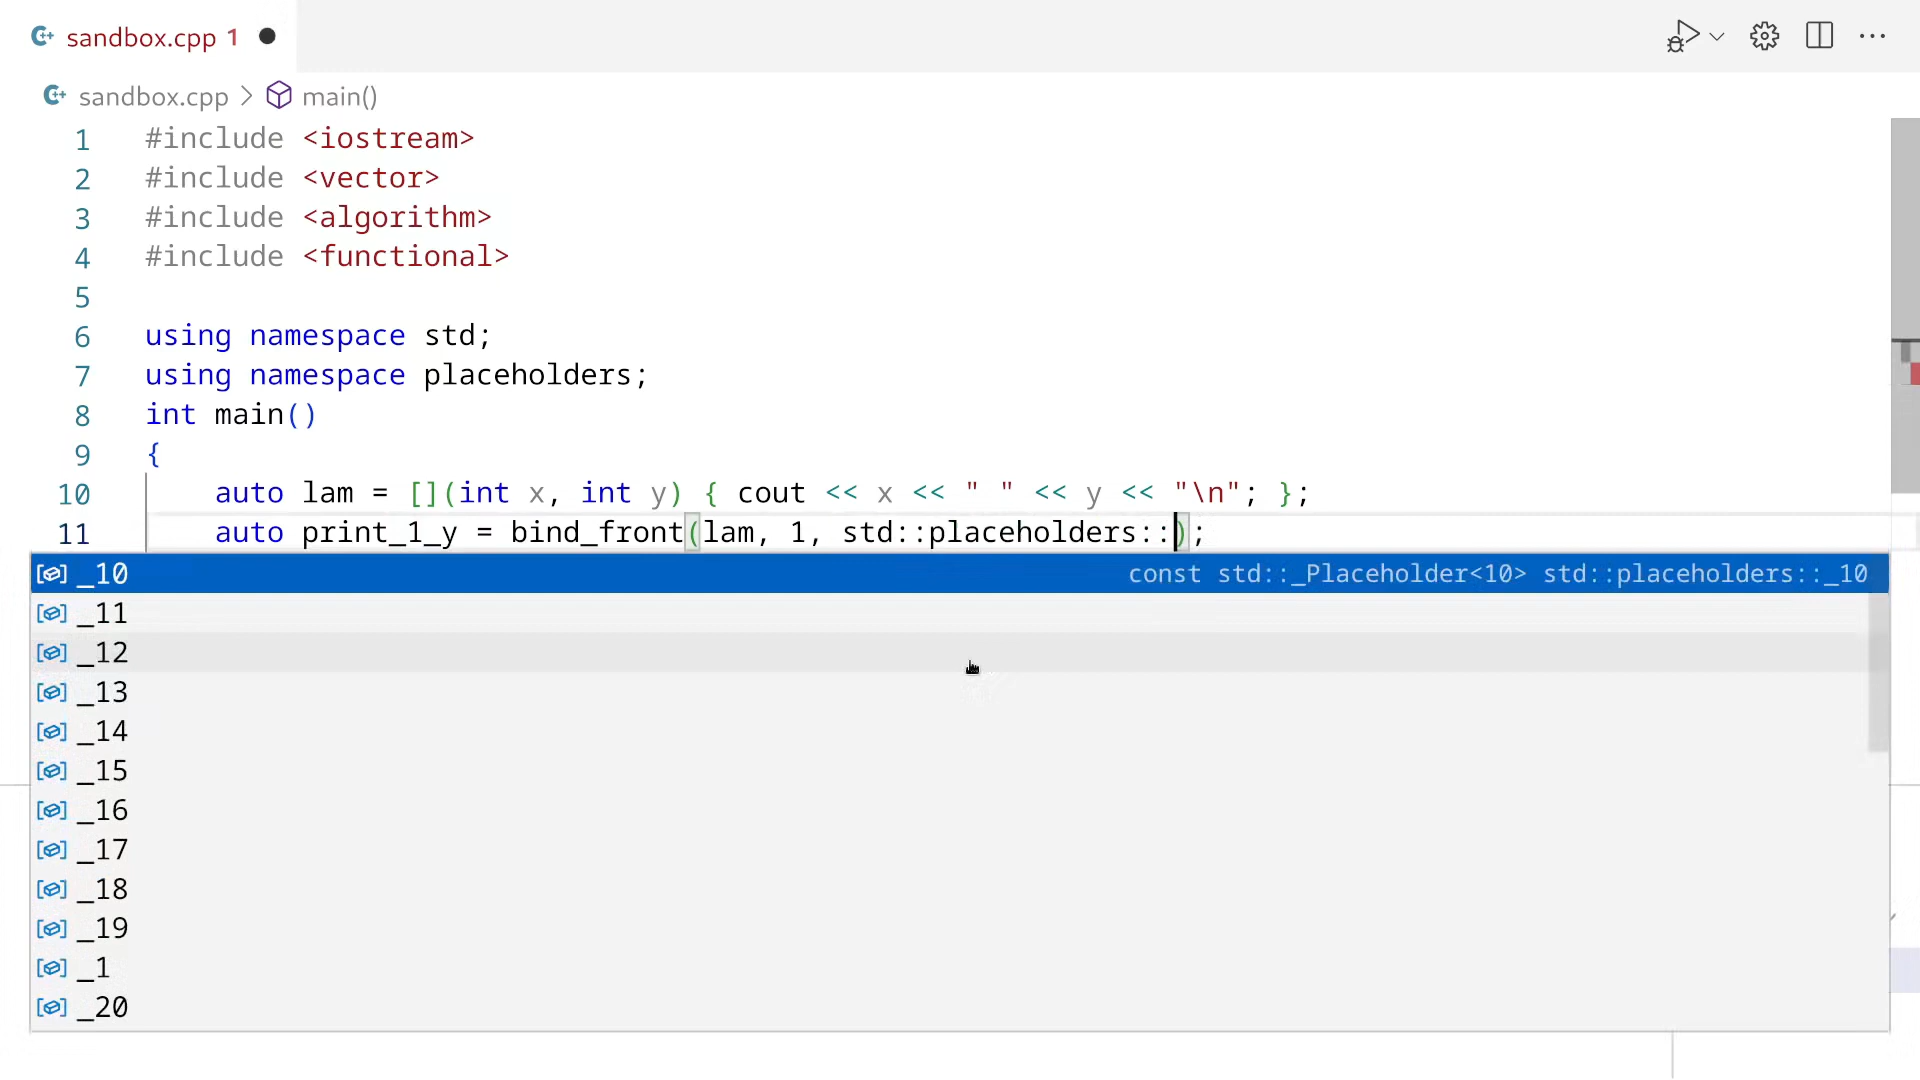 sandbox.cpp 1
sandbox.cpp > main()
1 #include <iostream>
2 #include <vector>
3 #include <algorithm>
4 #include <functional>
5
6 using namespace std;
7 using namespace placeholders;
8 int main()
9 {
10 auto lam = [](int x, int y) { cout << x << " " << y << "\n"; };
11 auto print_1_y = bind_front(lam, 1, std::placeholders::);
_10 const std::_Placeholder<10> std::placeholders::_10
_11
_12
_13
_14
_15
_16
_17
_18
_19
_1
_20